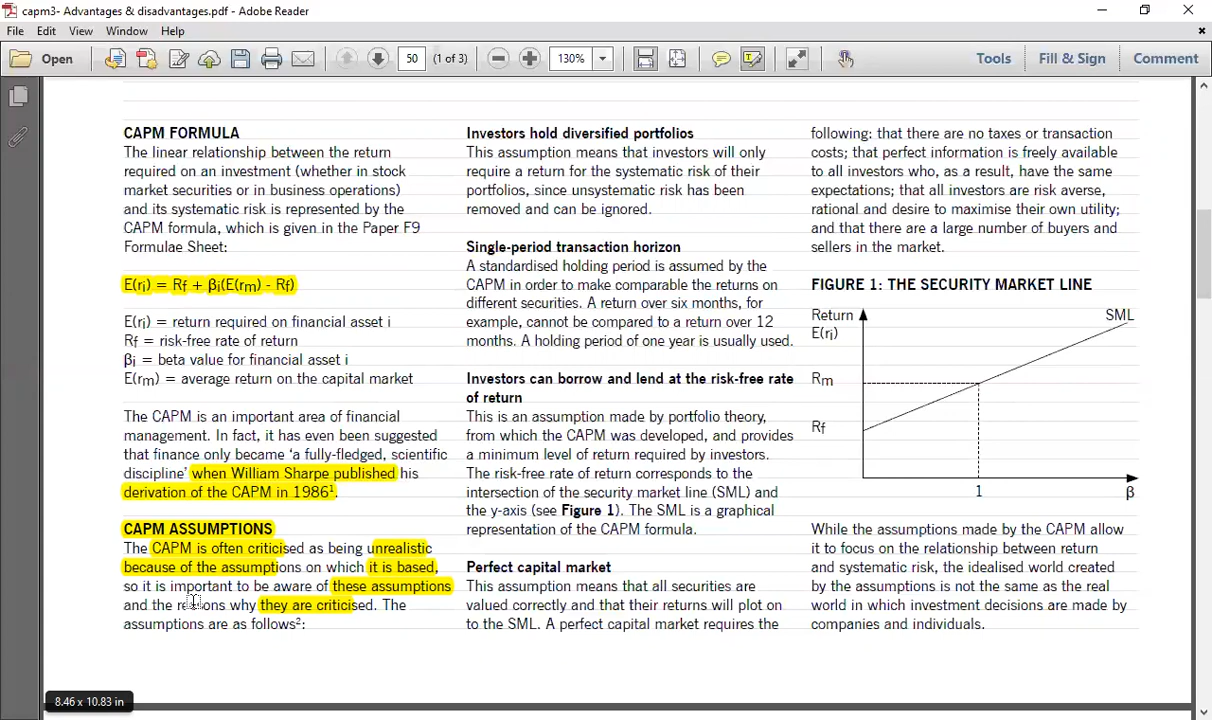 capm3- Advantages & disadvantages.pdf - Adobe Reader
File Edit View Window Help
Open 50 (1 of 3) 130% Tools Fill & Sign Comment
CAPM FORMULA
The linear relationship between the return
required on an investment (whether in stock
market securities or in business operations)
and its systematic risk is represented by the
CAPM formula, which is given in the Paper F9
Formulae Sheet:
E(ri) = Rf + βi(E(rm) - Rf)
E(ri) = return required on financial asset i
Rf = risk-free rate of return
βi = beta value for financial asset i
E(rm) = average return on the capital market
The CAPM is an important area of financial
management. In fact, it has even been suggested
that finance only became ‘a fully-fledged, scientific
discipline’ when William Sharpe published his
derivation of the CAPM in 1986¹.
CAPM ASSUMPTIONS
The CAPM is often criticised as being unrealistic
because of the assumptions on which it is based,
so it is important to be aware of these assumptions
and the reasons why they are criticised. The
assumptions are as follows²:
Investors hold diversified portfolios
This assumption means that investors will only
require a return for the systematic risk of their
portfolios, since unsystematic risk has been
removed and can be ignored.
Single-period transaction horizon
A standardised holding period is assumed by the
CAPM in order to make comparable the returns on
different securities. A return over six months, for
example, cannot be compared to a return over 12
months. A holding period of one year is usually used.
Investors can borrow and lend at the risk-free rate
of return
This is an assumption made by portfolio theory,
from which the CAPM was developed, and provides
a minimum level of return required by investors.
The risk-free rate of return corresponds to the
intersection of the security market line (SML) and
the y-axis (see Figure 1). The SML is a graphical
representation of the CAPM formula.
Perfect capital market
This assumption means that all securities are
valued correctly and that their returns will plot on
to the SML. A perfect capital market requires the
following: that there are no taxes or transaction
costs; that perfect information is freely available
to all investors who, as a result, have the same
expectations; that all investors are risk averse,
rational and desire to maximise their own utility;
and that there are a large number of buyers and
sellers in the market.
FIGURE 1: THE SECURITY MARKET LINE
Return
E(ri)
SML
Rm
Rf
1
β
While the assumptions made by the CAPM allow
it to focus on the relationship between return
and systematic risk, the idealised world created
by the assumptions is not the same as the real
world in which investment decisions are made by
companies and individuals.
8.46 x 10.83 in